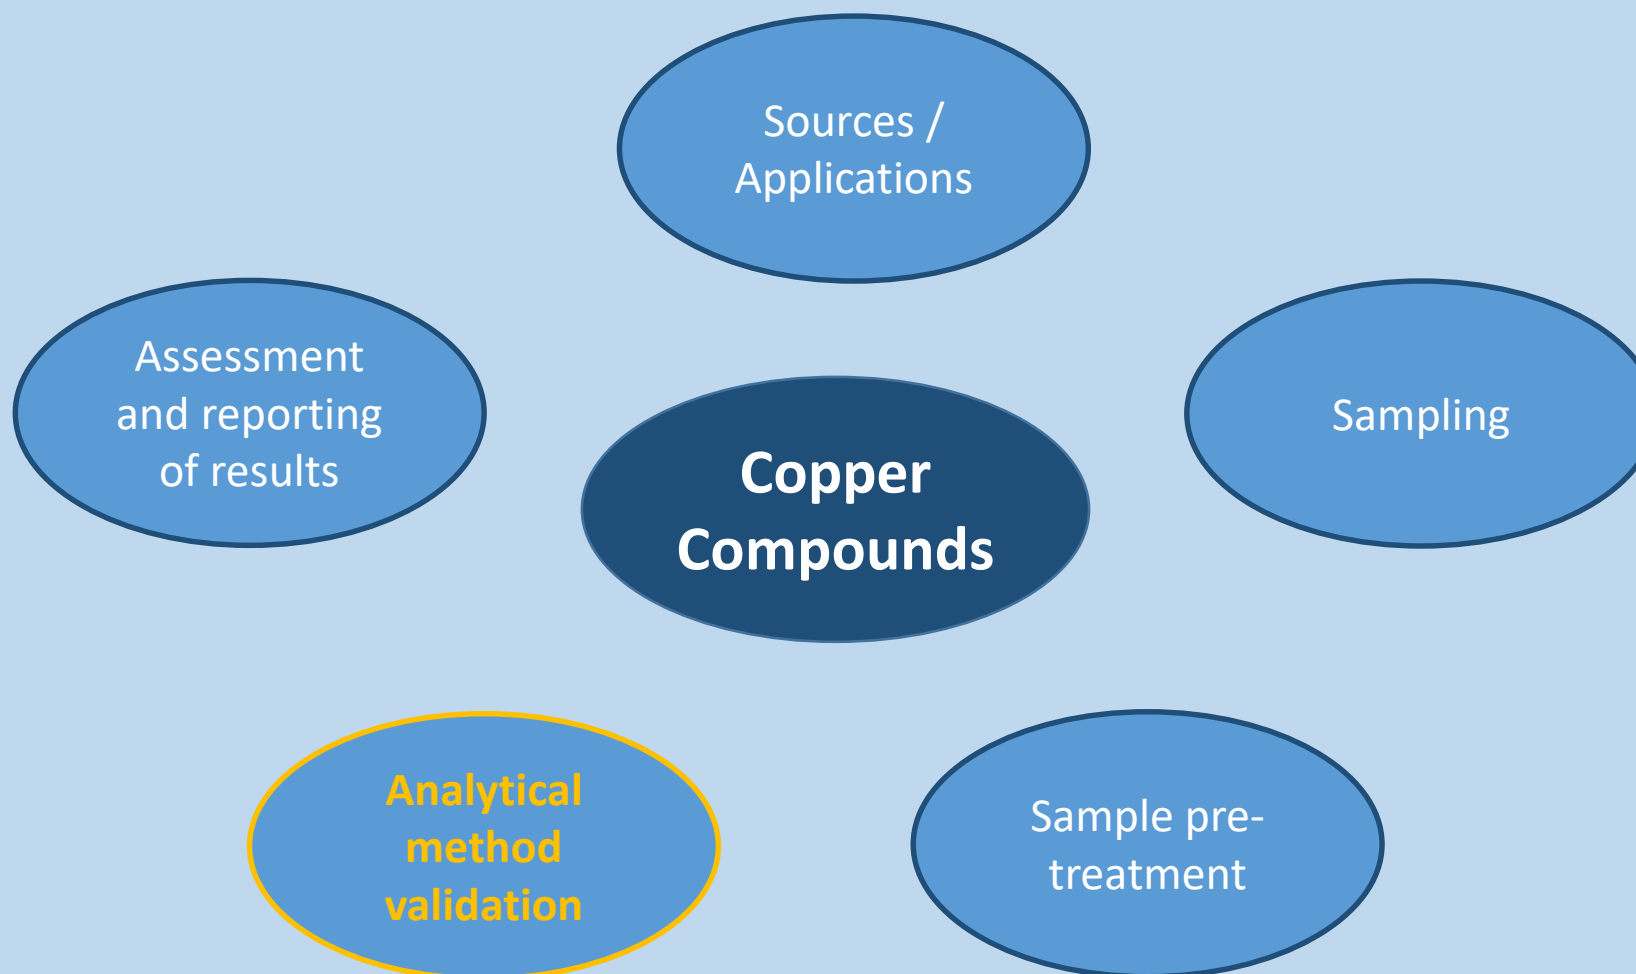 Sources /
Applications
Assessment
and reporting
of results
Sampling
Copper
Compounds
Analytical
method
validation
Sample pre-
treatment